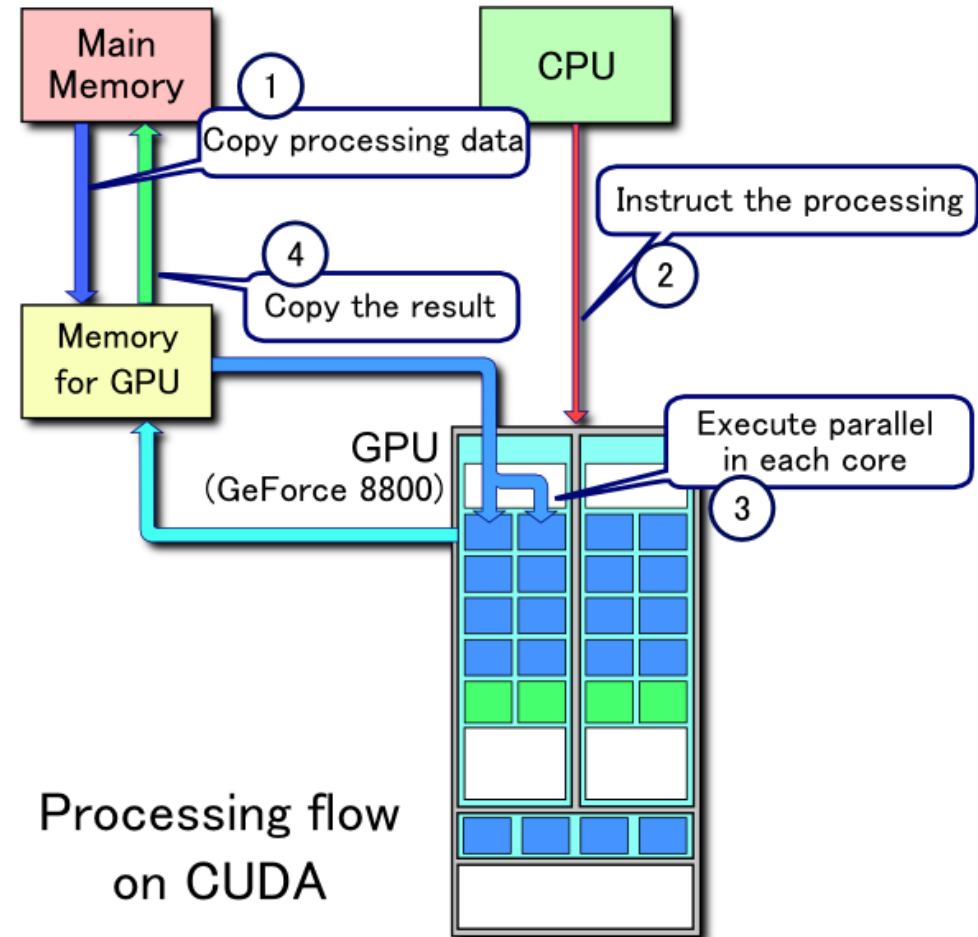 Main
Memory
CPU
1
Copy processing data
Instruct the processing
2
4
Copy the result
Memory
for GPU
GPU
(GeForce 8800)
Execute parallel
in each core
3
Processing flow
on CUDA